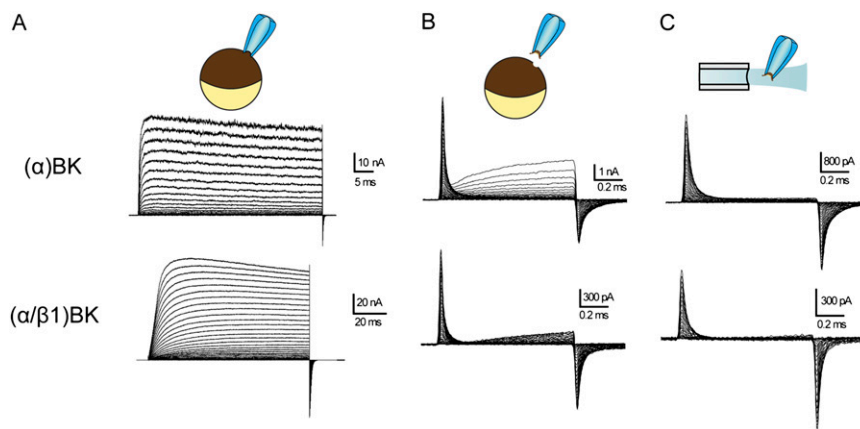 A
B
C
(α)BK
10 nA
5 ms
1 nA
0.2 ms
800 pA
0.2 ms
(α/β1)BK
20 nA
20 ms
300 pA
0.2 ms
300 pA
0.2 ms